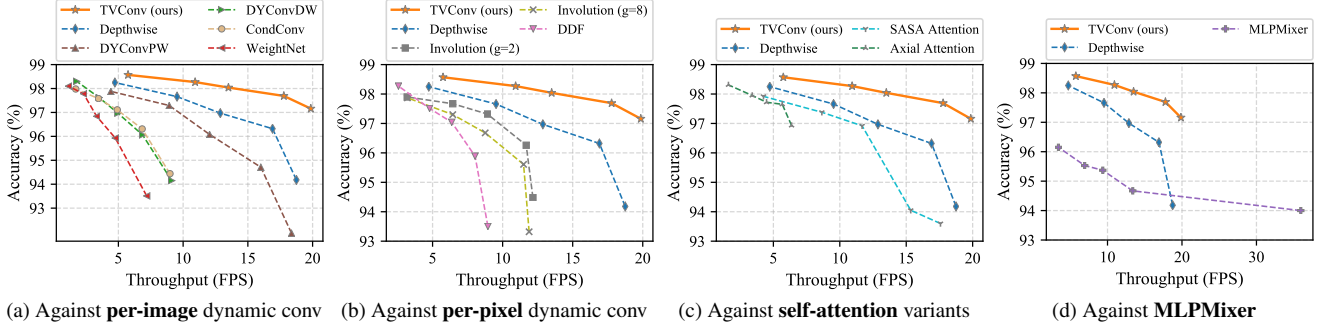 TVConv (ours)
Depthwise
DYConvPW
DYConvDW
CondConv
WeightNet
99
98
97
96
95
94
93
Accuracy (%)
5
10
15
20
Throughput (FPS)
(a) Against per-image dynamic conv
TVConv (ours)
Depthwise
Involution (g=2)
Involution (g=8)
DDF
99
98
97
96
95
94
93
Accuracy (%)
5
10
15
20
Throughput (FPS)
(b) Against per-pixel dynamic conv
TVConv (ours)
Depthwise
SASA Attention
Axial Attention
99
98
97
96
95
94
93
Accuracy (%)
5
10
15
20
Throughput (FPS)
(c) Against self-attention variants
TVConv (ours)
Depthwise
MLPMixer
99
98
97
96
95
94
93
Accuracy (%)
10
20
30
Throughput (FPS)
(d) Against MLPMixer